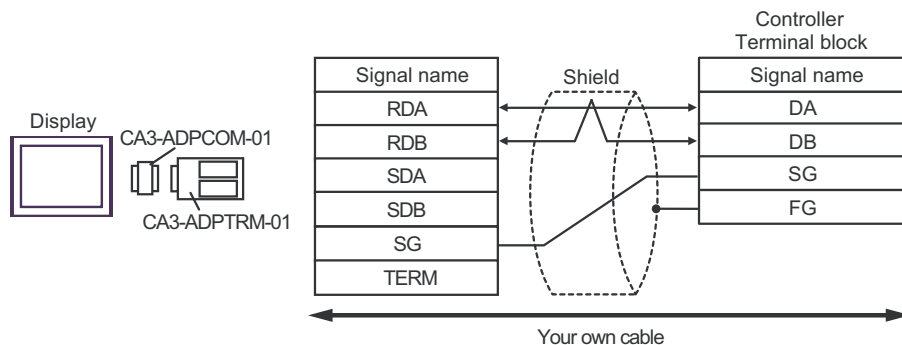 Controller
Terminal block
Signal name
Shield
Signal name
RDA
DA
Display
RDB
DB
CA3-ADPCOM-01
SDA
SG
SDB
FG
CA3-ADPTRM-01
SG
TERM
Your own cable